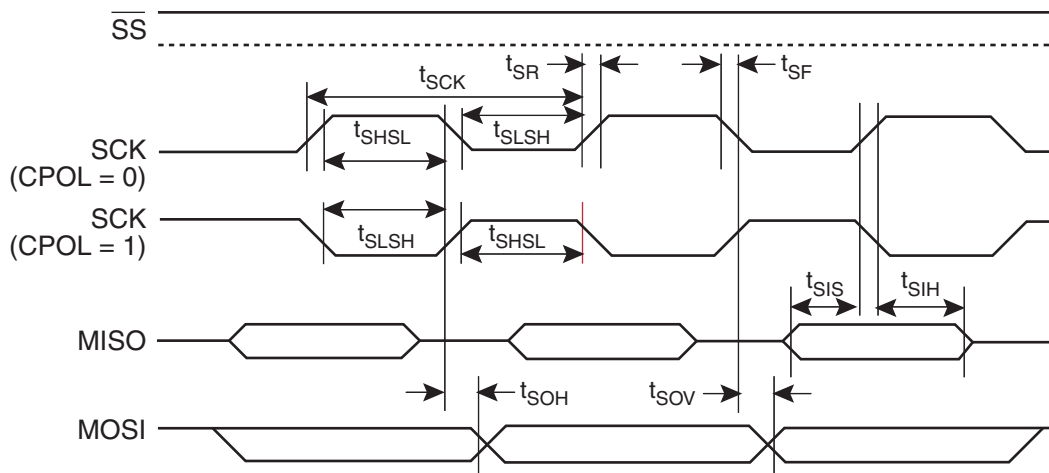 SS
tSR
tSF
tSCK
tSHSL
tSLSH
SCK
(CPOL = 0)
SCK
(CPOL = 1)
tSLSH
tSHSL
tSIS
tSIH
MISO
tSOH
tSOV
MOSI